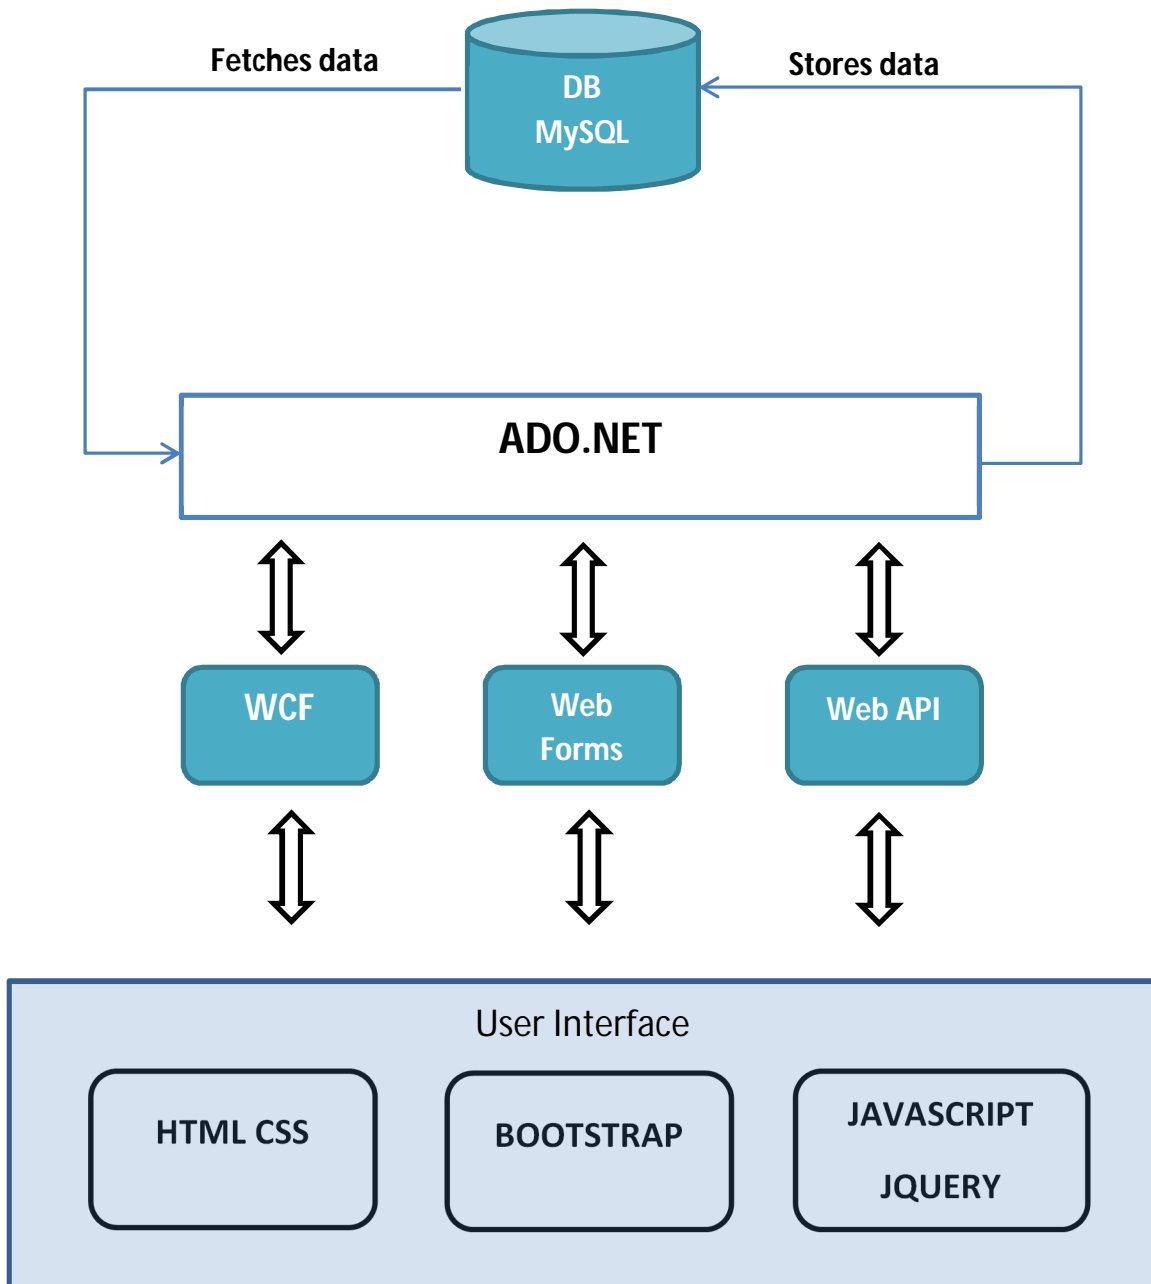 Fetches data
Stores data
DB
MySQL
ADO.NET
WCF
Web
Forms
Web API
User Interface
HTML CSS
BOOTSTRAP
JAVASCRIPT
JQUERY